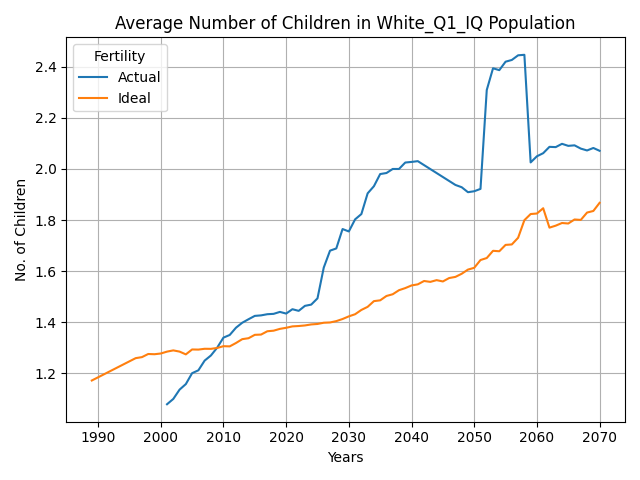 Average Number of Children in White_Q1_IQ Population
Fertility
Actual
Ideal
No. of Children
2.4
2.2
2.0
1.8
1.6
1.4
1.2
1990 2000 2010 2020 2030 2040 2050 2060 2070
Years